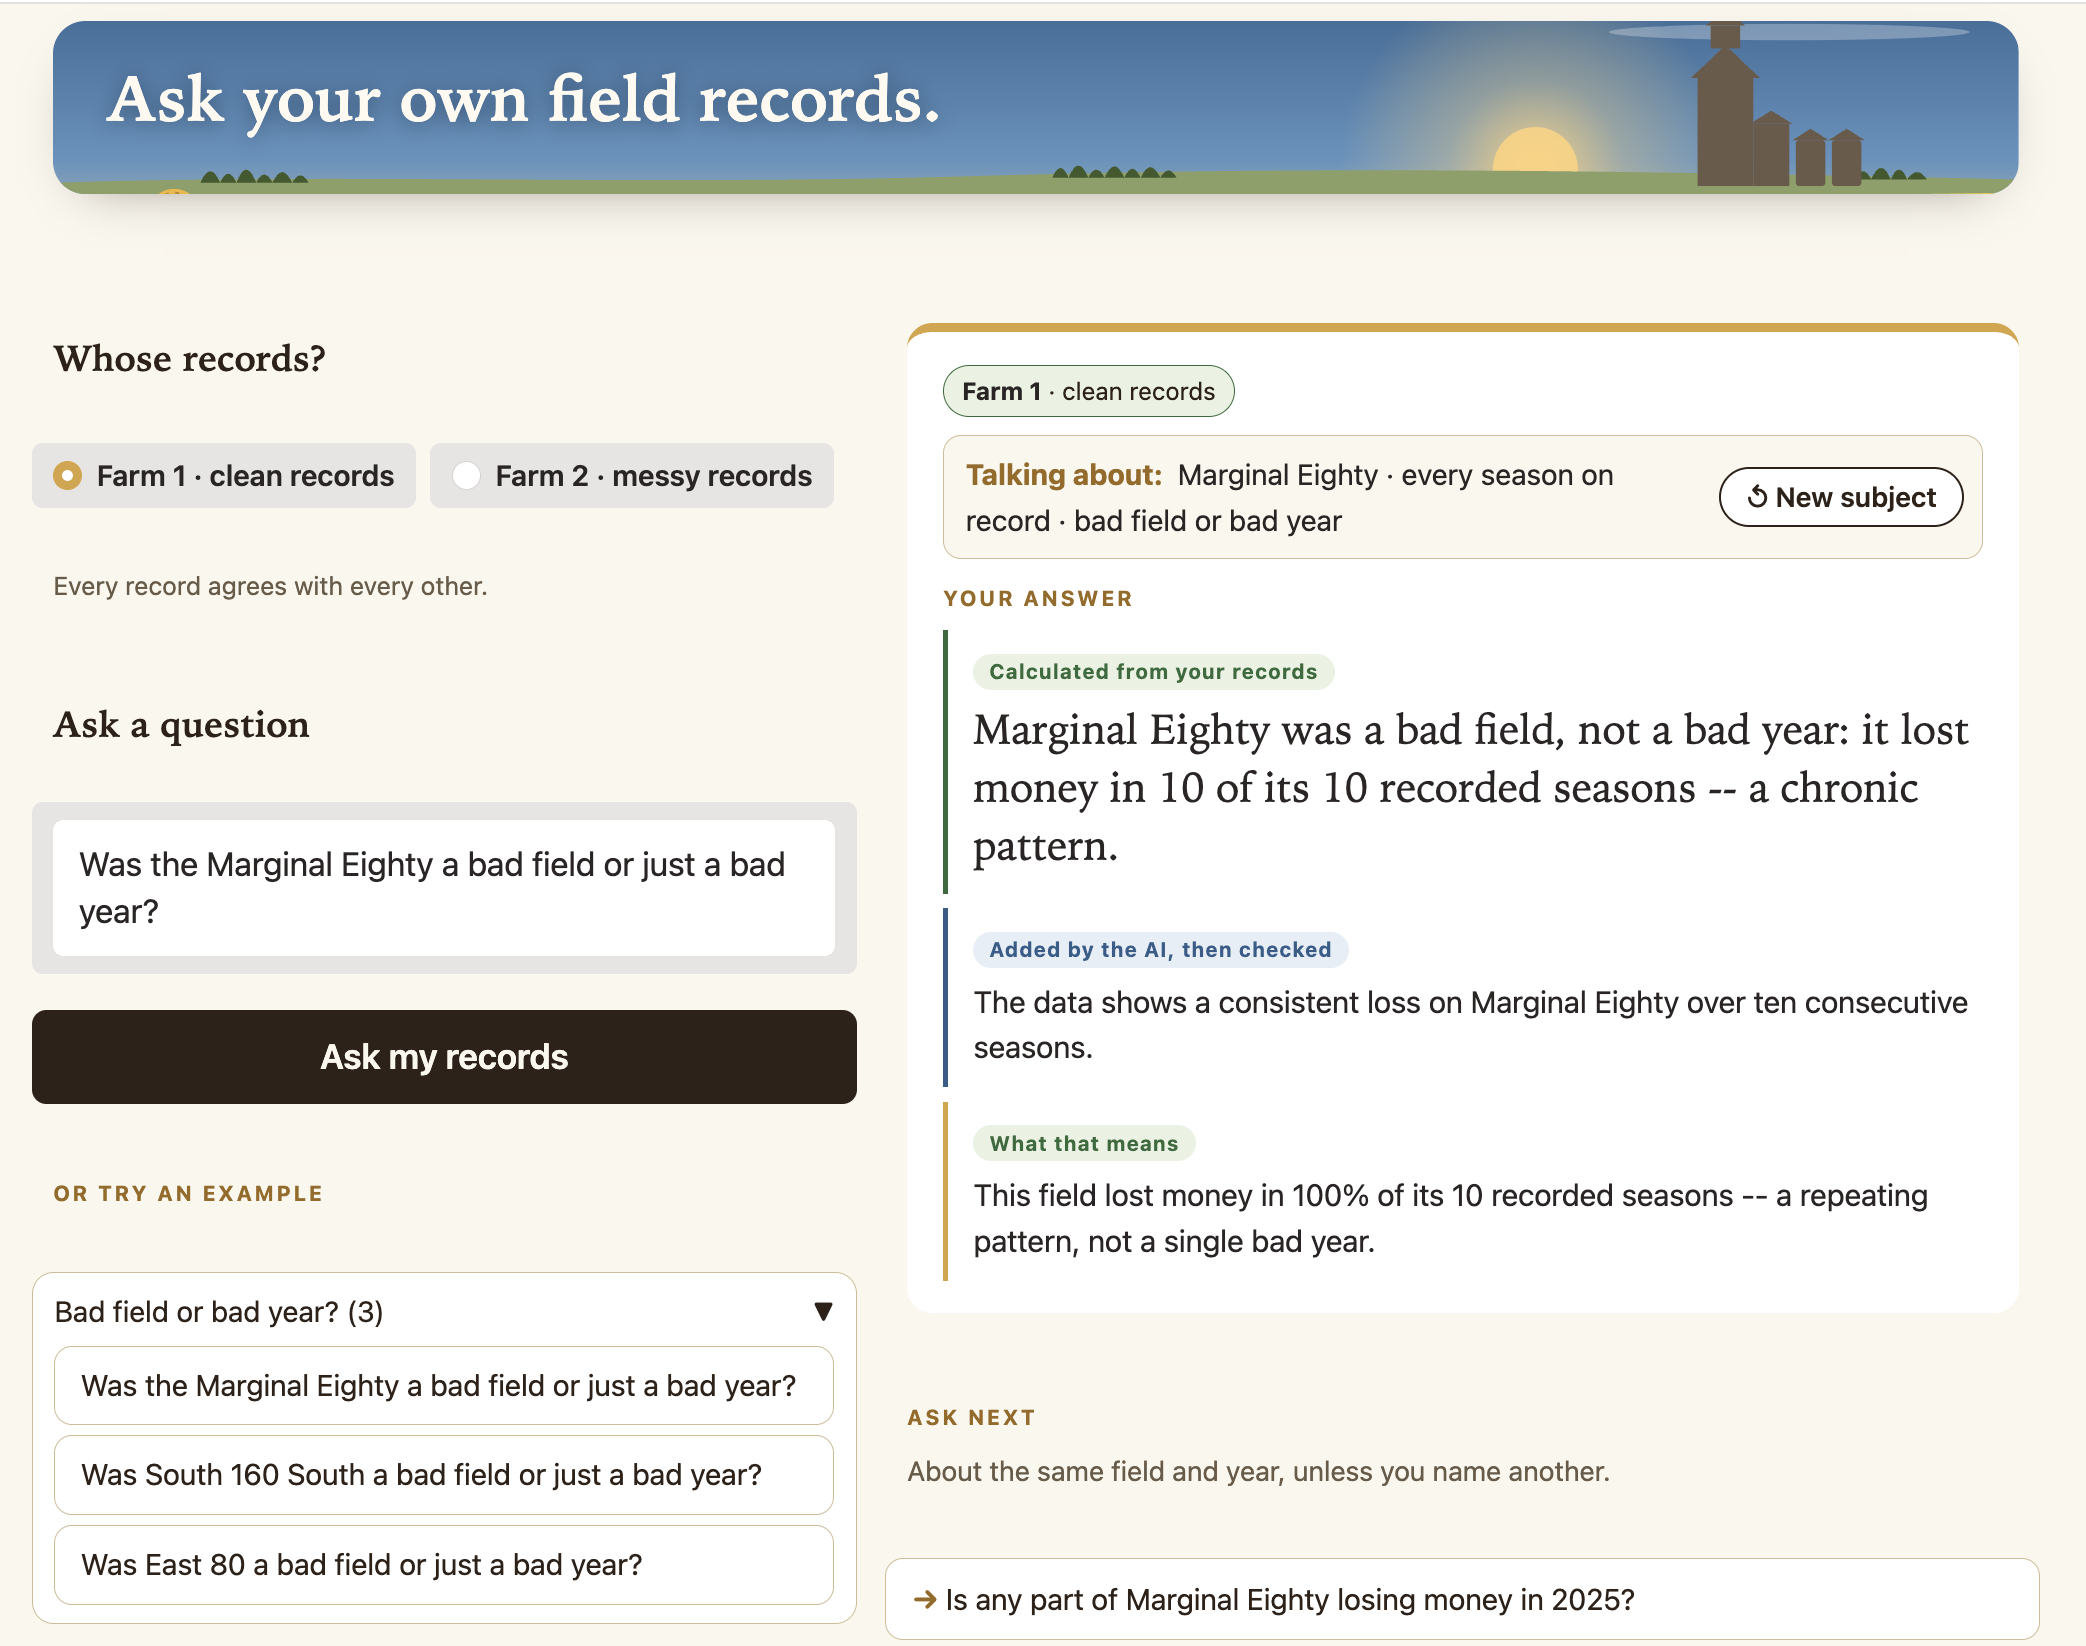 Ask your own field records.
Whose records?
Farm 1 · clean records
Farm 2 · messy records
Every record agrees with every other.
Ask a question
Was the Marginal Eighty a bad field or just a bad
year?
Ask my records
OR TRY AN EXAMPLE
Bad field or bad year? (3)
Was the Marginal Eighty a bad field or just a bad year?
Was South 160 South a bad field or just a bad year?
Was East 80 a bad field or just a bad year?
Farm 1 · clean records
Talking about: Marginal Eighty · every season on
record · bad field or bad year
New subject
YOUR ANSWER
Calculated from your records
Marginal Eighty was a bad field, not a bad year: it lost
money in 10 of its 10 recorded seasons -- a chronic
pattern.
Added by the AI, then checked
The data shows a consistent loss on Marginal Eighty over ten consecutive
seasons.
What that means
This field lost money in 100% of its 10 recorded seasons -- a repeating
pattern, not a single bad year.
ASK NEXT
About the same field and year, unless you name another.
→ Is any part of Marginal Eighty losing money in 2025?